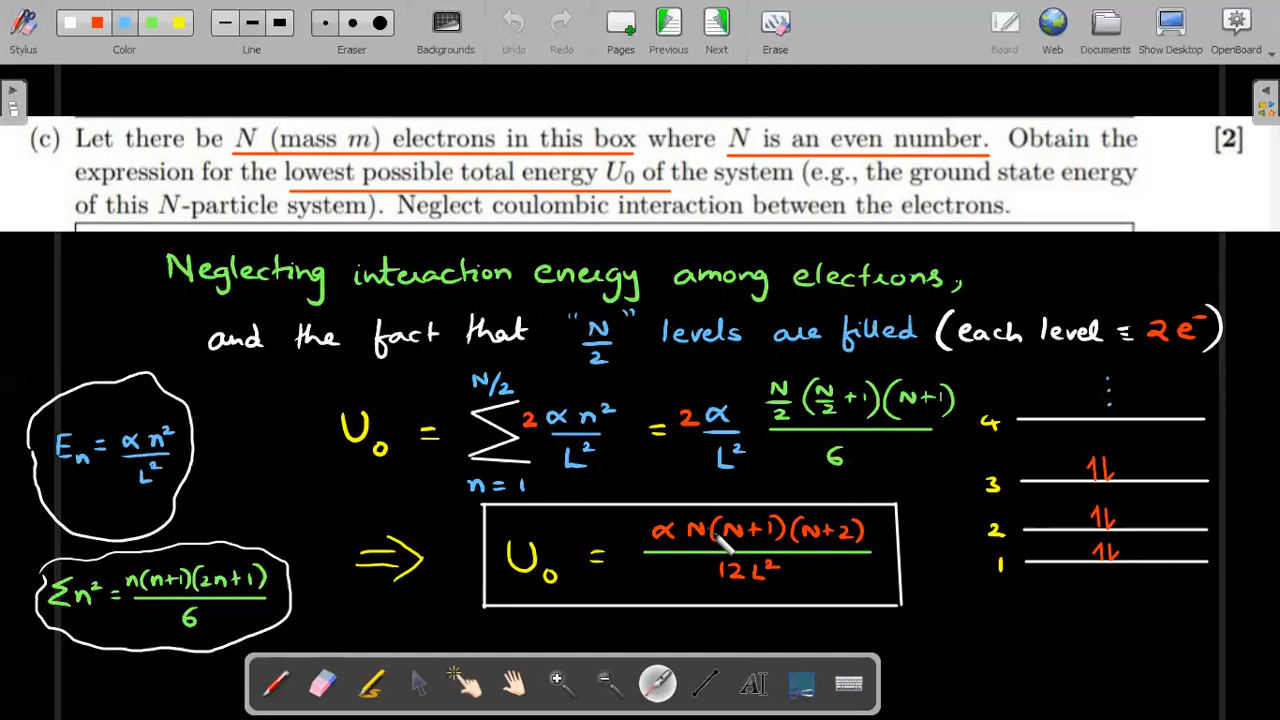 Stylus Color Line Eraser Backgrounds Undo Redo Pages Previous Next Erase Board Web Documents Show Desktop OpenBoard
(c) Let there be N (mass m) electrons in this box where N is an even number. Obtain the [2]
expression for the lowest possible total energy U₀ of the system (e.g., the ground state energy
of this N-particle system). Neglect coulombic interaction between the electrons.
Neglecting interaction energy among electrons,
and the fact that "N/2" levels are filled (each level ≡ 2e⁻)
Eₙ = αn²/L²
U₀ = Σ_{n=1}^{N/2} 2 αn²/L² = 2 α/L² N/2 (N/2 + 1)(N+1)/6
4 ⋮
3 ↿⇂
2 ↿⇂
1 ↿⇂
Σn² = n(n+1)(2n+1)/6
⇒ U₀ = α N(N+1)(N+2)/12L²